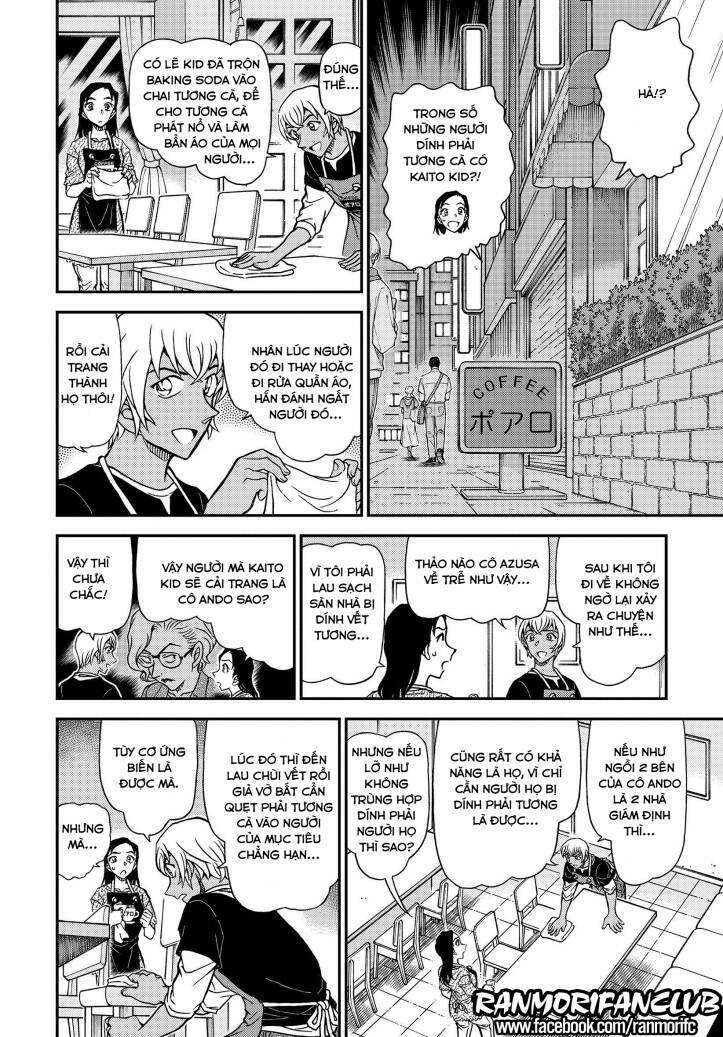 HẢ!?
TRONG SỐ
NHỮNG NGƯỜI
DÍNH PHẢI
TƯƠNG CÀ CÓ
KAITO KID?!
COFFEE
ポアロ
ĐÚNG
THẾ...
CÓ LẼ KID ĐÃ TRỘN
BAKING SODA VÀO
CHAI TƯƠNG CÀ, ĐỂ
CHO TƯƠNG CÀ
PHÁT NỔ VÀ LÀM
BẨN ÁO CỦA MỌI
NGƯỜI...
NHÂN LÚC NGƯỜI
ĐÓ ĐI THAY HOẶC
ĐI RỬA QUẦN ÁO,
HẮN ĐÁNH NGẤT
NGƯỜI ĐÓ...
RỒI CẢI
TRANG
THÀNH
HỌ THÔI!
SAU KHI TÔI
ĐI VỀ KHÔNG
NGỜ LẠI XẢY
RA CHUYỆN
NHƯ THẾ...
THẢO NÀO CÔ AZUSA
VỀ TRỄ NHƯ VẬY...
VÌ TÔI PHẢI
LAU SẠCH
SÀN NHÀ BỊ
DÍNH VẾT
TƯƠNG...
VẬY NGƯỜI MÀ KAITO
KID SẼ CẢI TRANG LÀ
CÔ ANDO SAO?
VẬY THÌ
CHƯA
CHẮC!
NẾU NHƯ
NGỒI 2 BÊN
CỦA CÔ ANDO
LÀ 2 NHÀ
GIÁM ĐỊNH
THÌ...
CŨNG RẤT CÓ KHẢ
NĂNG LÀ HỌ, VÌ CHỈ
CẦN NGƯỜI HỌ BỊ
DÍNH PHẢI TƯƠNG
LÀ ĐƯỢC...
NHƯNG NẾU
LỠ NHƯ
KHÔNG
TRÙNG HỢP
DÍNH PHẢI
NGƯỜI HỌ
THÌ SAO?
LÚC ĐÓ THÌ ĐẾN
LAU CHÙI VẾT RỒI
GIẢ VỜ BẤT CẨN
QUẸT PHẢI TƯƠNG
CÀ VÀO NGƯỜI
CỦA MỤC TIÊU
CHẲNG HẠN...
TÙY CƠ ỨNG
BIẾN LÀ
ĐƯỢC MÀ.
NHƯNG
MÀ...
RANMORIFANCLUB
www.facebook.com/ranmorifc